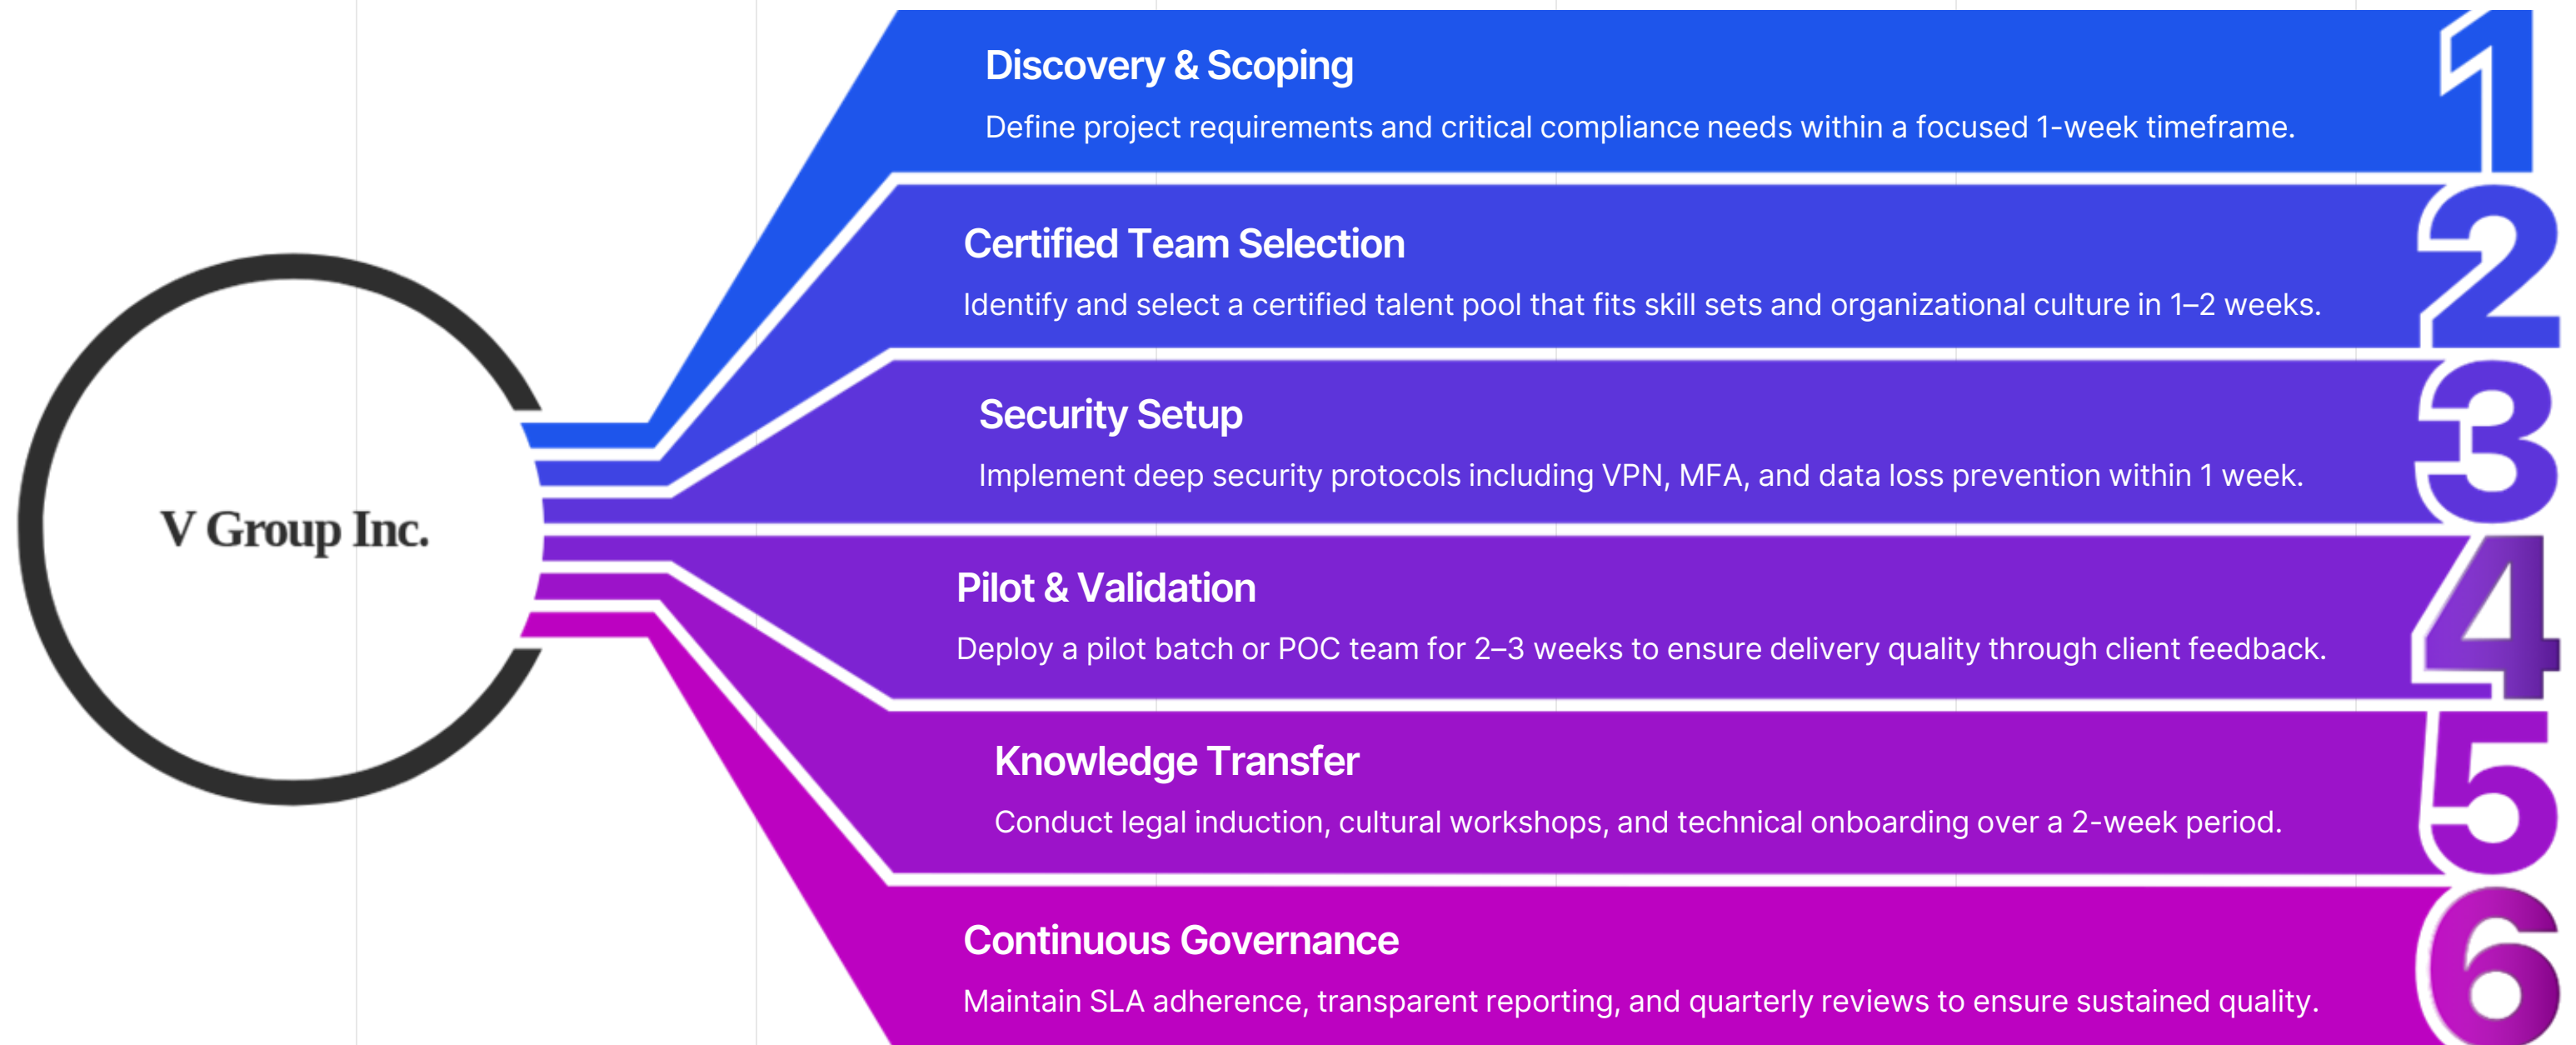 V Group Inc.
Discovery & Scoping
Define project requirements and critical compliance needs within a focused 1-week timeframe.
1
Certified Team Selection
Identify and select a certified talent pool that fits skill sets and organizational culture in 1–2 weeks.
2
Security Setup
Implement deep security protocols including VPN, MFA, and data loss prevention within 1 week.
3
Pilot & Validation
Deploy a pilot batch or POC team for 2–3 weeks to ensure delivery quality through client feedback.
4
Knowledge Transfer
Conduct legal induction, cultural workshops, and technical onboarding over a 2-week period.
5
Continuous Governance
Maintain SLA adherence, transparent reporting, and quarterly reviews to ensure sustained quality.
6